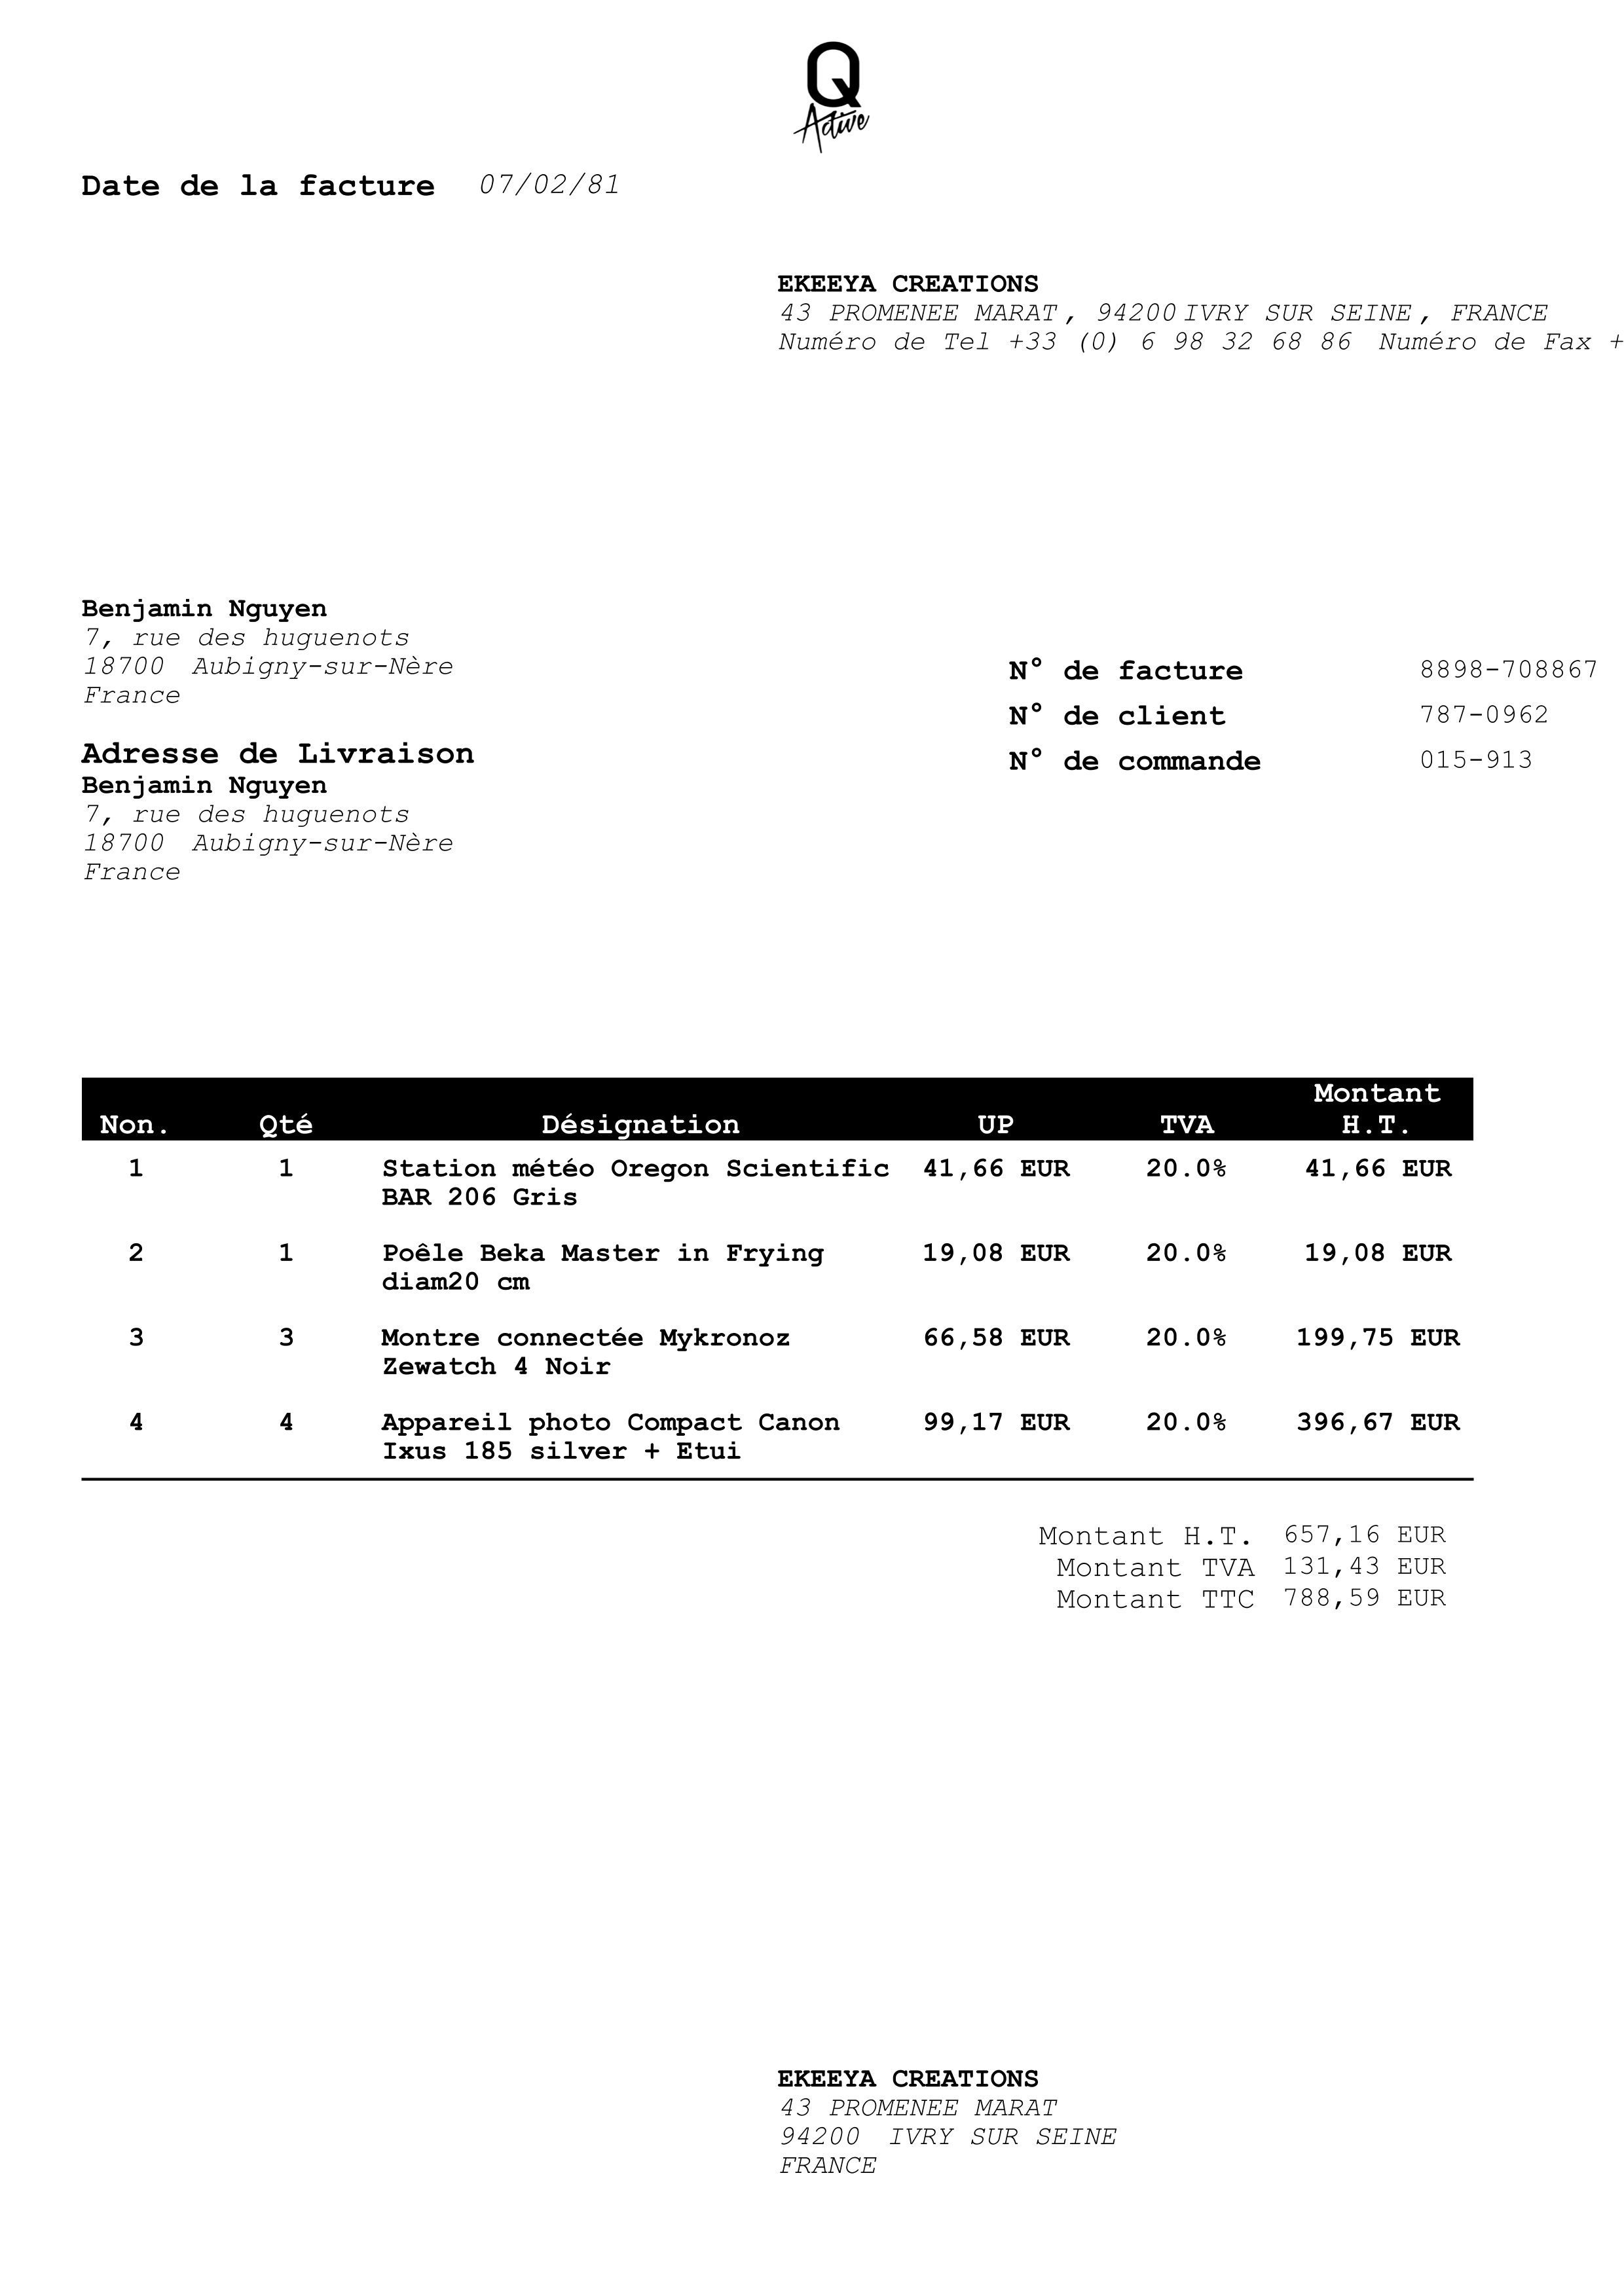 Q
Active
Date de la facture 07/02/81
EKEEYA CREATIONS
43 PROMENEE MARAT, 94200 IVRY SUR SEINE, FRANCE
Numéro de Tel +33 (0) 6 98 32 68 86 Numéro de Fax +
Benjamin Nguyen
7, rue des huguenots
18700 Aubigny-sur-Nère
France
N° de facture 8898-708867
N° de client 787-0962
N° de commande 015-913
Adresse de Livraison
Benjamin Nguyen
7, rue des huguenots
18700 Aubigny-sur-Nère
France
Montant
Non. Qté Désignation UP TVA H.T.
1 1 Station météo Oregon Scientific 41,66 EUR 20.0% 41,66 EUR
BAR 206 Gris
2 1 Poêle Beka Master in Frying 19,08 EUR 20.0% 19,08 EUR
diam20 cm
3 3 Montre connectée Mykronoz 66,58 EUR 20.0% 199,75 EUR
Zewatch 4 Noir
4 4 Appareil photo Compact Canon 99,17 EUR 20.0% 396,67 EUR
Ixus 185 silver + Etui
Montant H.T. 657,16 EUR
Montant TVA 131,43 EUR
Montant TTC 788,59 EUR
EKEEYA CREATIONS
43 PROMENEE MARAT
94200 IVRY SUR SEINE
FRANCE